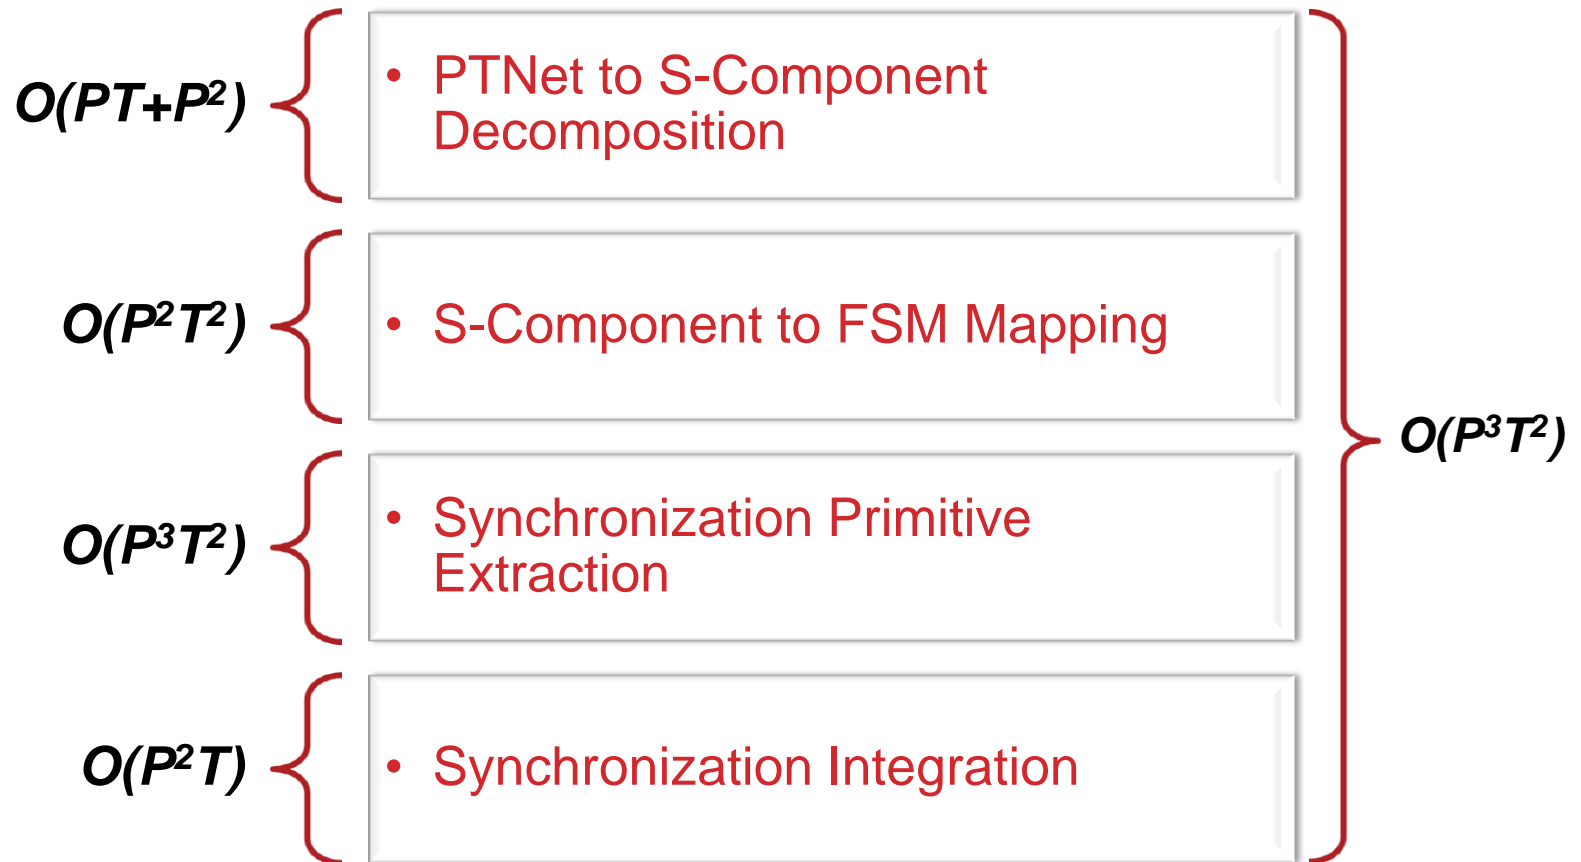 O(PT+P²)
• PTNet to S-Component
Decomposition
O(P²T²)
• S-Component to FSM Mapping
O(P³T²)
O(P³T²)
• Synchronization Primitive
Extraction
O(P²T)
• Synchronization Integration